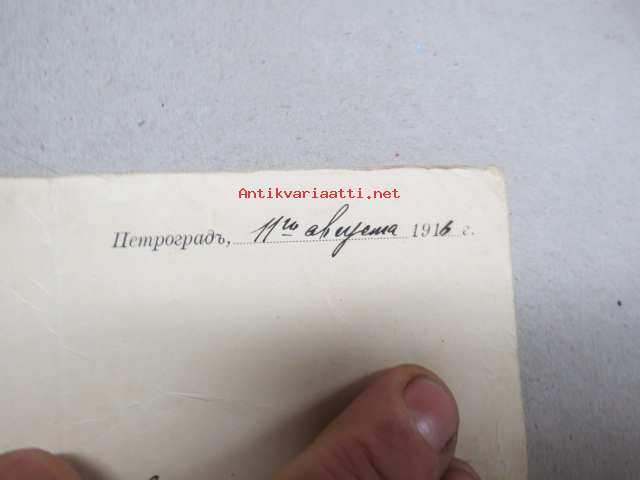 Antikvariaatti.net
Петроградъ, 11го августа 1916 г.